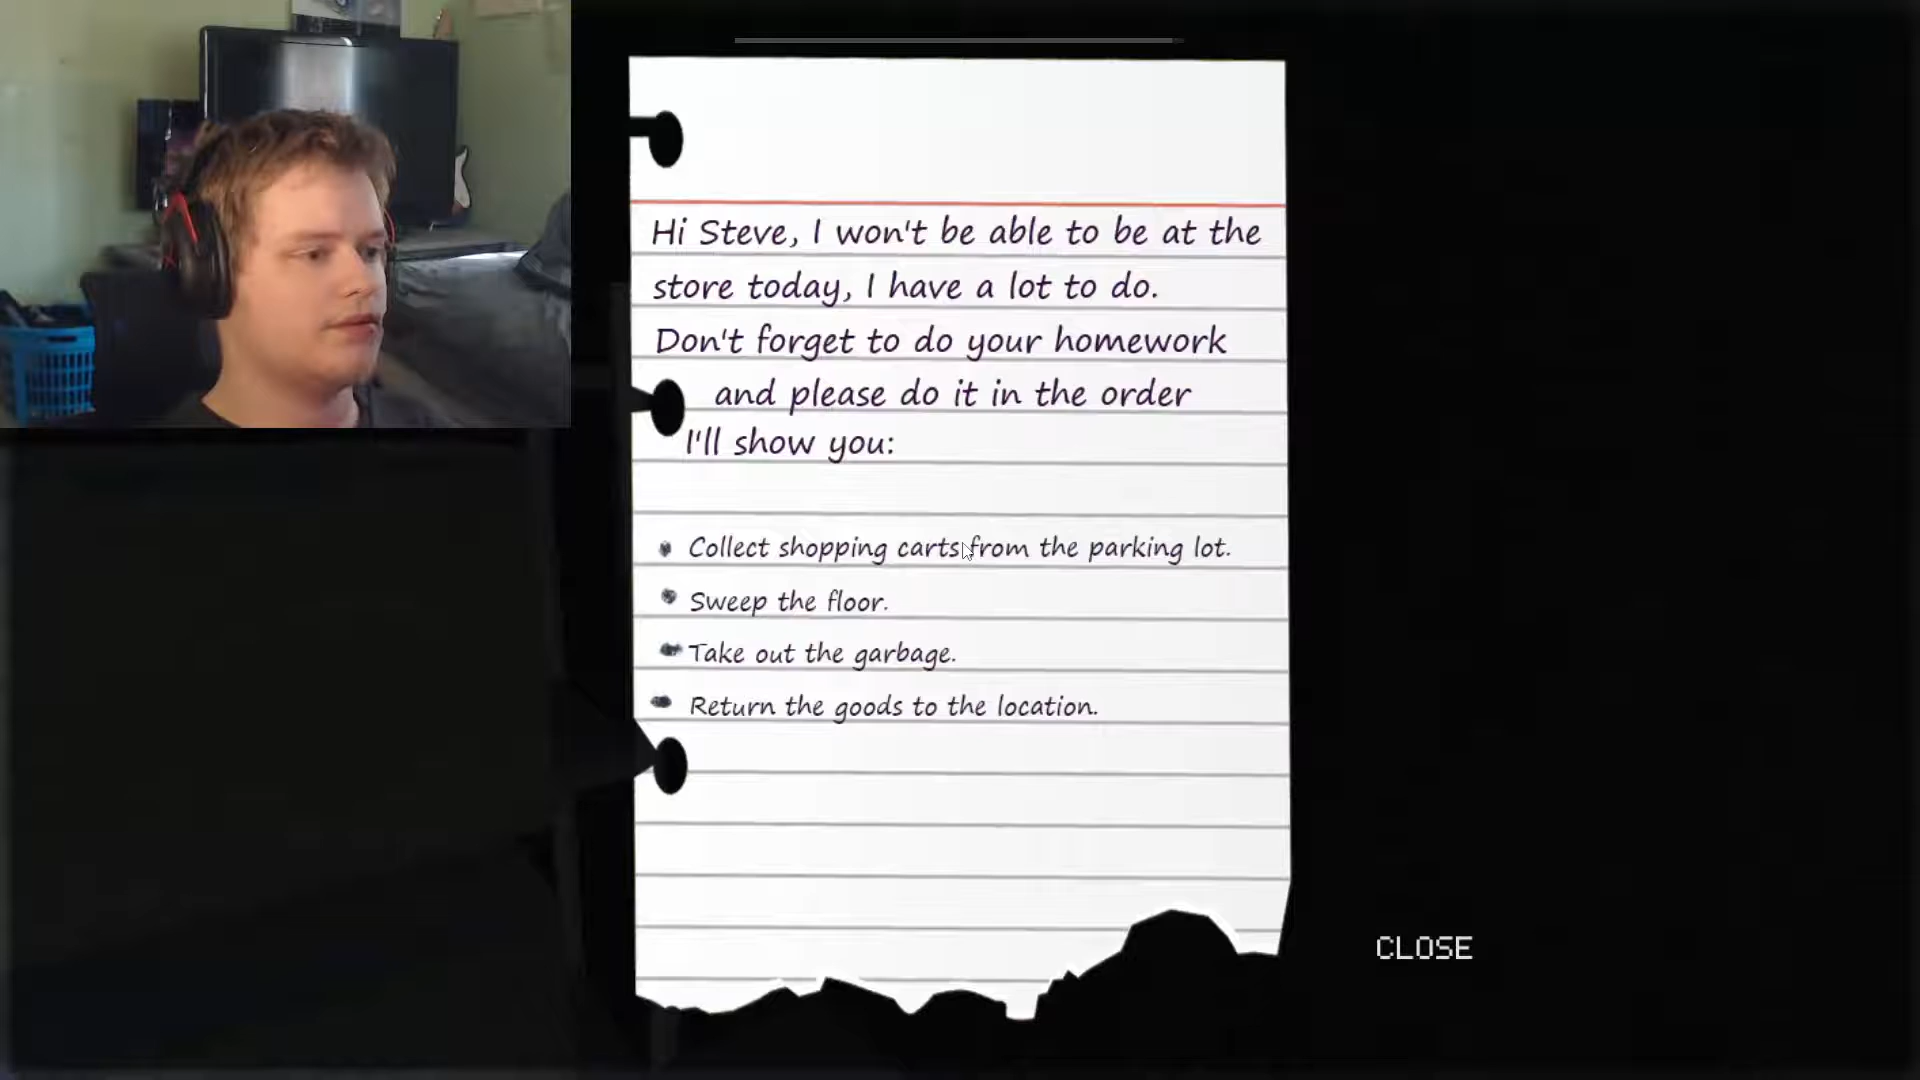 Hi Steve, I won't be able to be at the
store today, I have a lot to do.
Don't forget to do your homework
and please do it in the order
I'll show you:
Collect shopping carts from the parking lot.
Sweep the floor.
Take out the garbage.
Return the goods to the location.
CLOSE